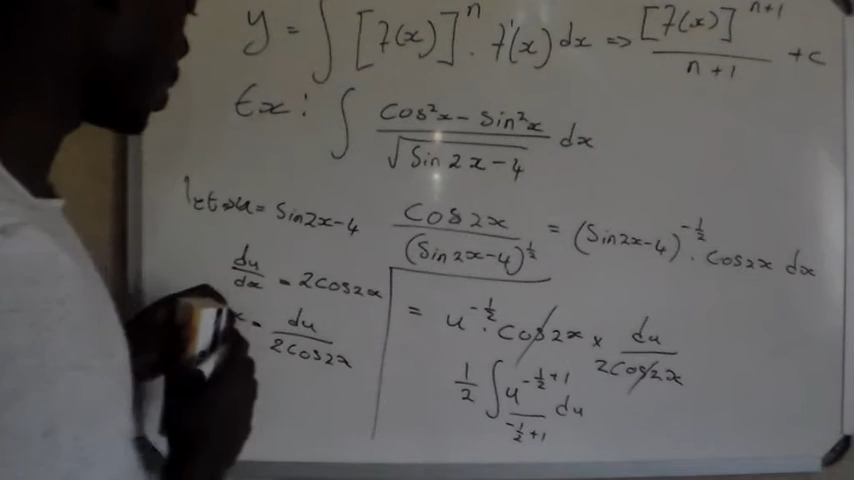 y = ∫ [f(x)]^n . f'(x) dx => [f(x)]^(n+1) / (n+1) + c
Ex: ∫ (Cos²x - Sin²x) / √(Sin 2x - 4) dx
let u = Sin2x-4
du/dx = 2Cos2x
x = du / 2Cos2x
Cos2x / (Sin2x-4)^(1/2) = (Sin2x-4)^(-1/2) . Cos2x dx
= u^(-1/2) . Cos2x × du / 2Cos2x
1/2 ∫ u^(-1/2+1) / (-1/2+1) du